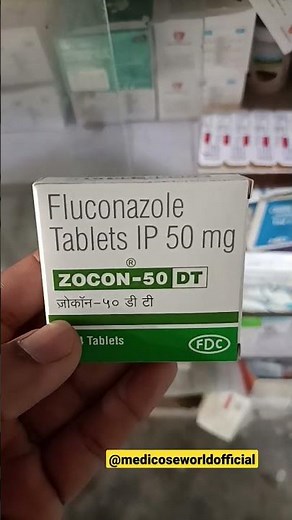 Fluconazole
Tablets IP 50 mg
®
ZOCON-50 DT
जोकॉन-५० डी टी
Tablets
FDC
@medicoseworldofficial